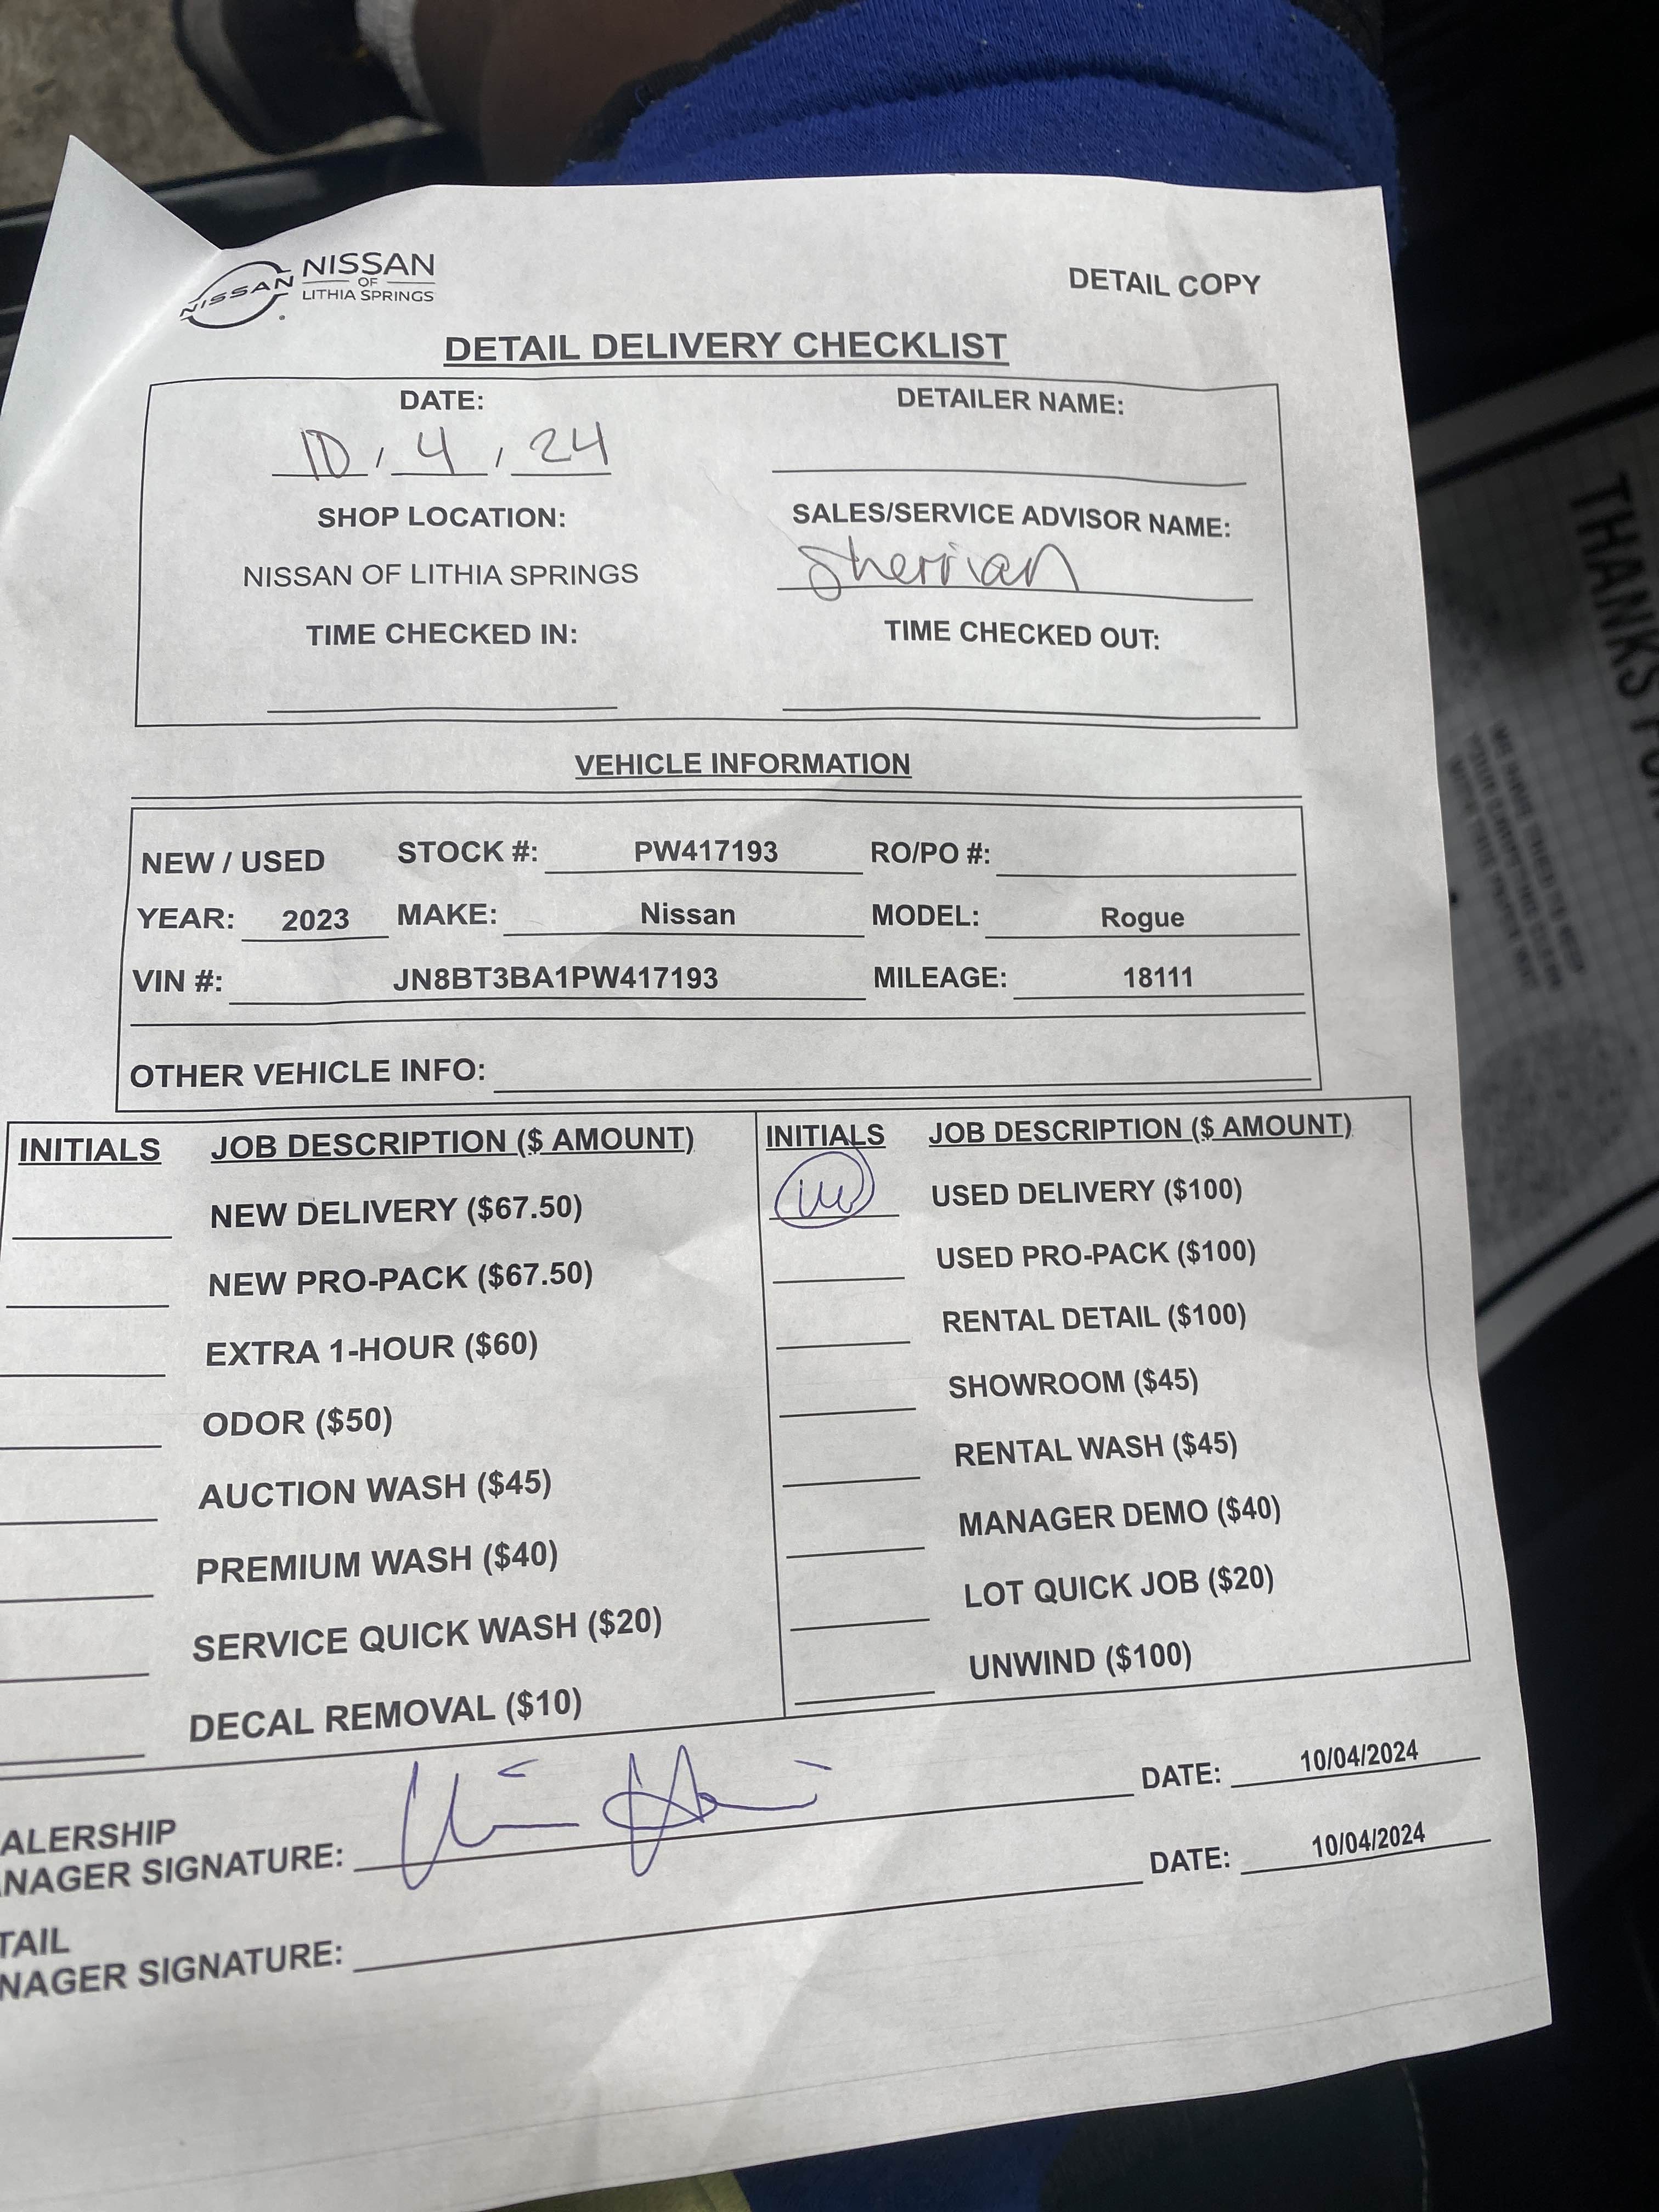 NISSAN NISSAN
OF
LITHIA SPRINGS
DETAIL COPY
DETAIL DELIVERY CHECKLIST
DATE: DETAILER NAME:
10 / 4 / 24
SHOP LOCATION: SALES/SERVICE ADVISOR NAME:
NISSAN OF LITHIA SPRINGS Sherrian
TIME CHECKED IN: TIME CHECKED OUT:
VEHICLE INFORMATION
NEW / USED STOCK #: PW417193 RO/PO #:
YEAR: 2023 MAKE: Nissan MODEL: Rogue
VIN #: JN8BT3BA1PW417193 MILEAGE: 18111
OTHER VEHICLE INFO:
INITIALS JOB DESCRIPTION ($ AMOUNT) INITIALS JOB DESCRIPTION ($ AMOUNT)
NEW DELIVERY ($67.50) USED DELIVERY ($100)
NEW PRO-PACK ($67.50) USED PRO-PACK ($100)
EXTRA 1-HOUR ($60) RENTAL DETAIL ($100)
ODOR ($50) SHOWROOM ($45)
AUCTION WASH ($45) RENTAL WASH ($45)
PREMIUM WASH ($40) MANAGER DEMO ($40)
SERVICE QUICK WASH ($20) LOT QUICK JOB ($20)
DECAL REMOVAL ($10) UNWIND ($100)
ALERSHIP
NAGER SIGNATURE: DATE: 10/04/2024
TAIL
NAGER SIGNATURE: DATE: 10/04/2024
THANKS